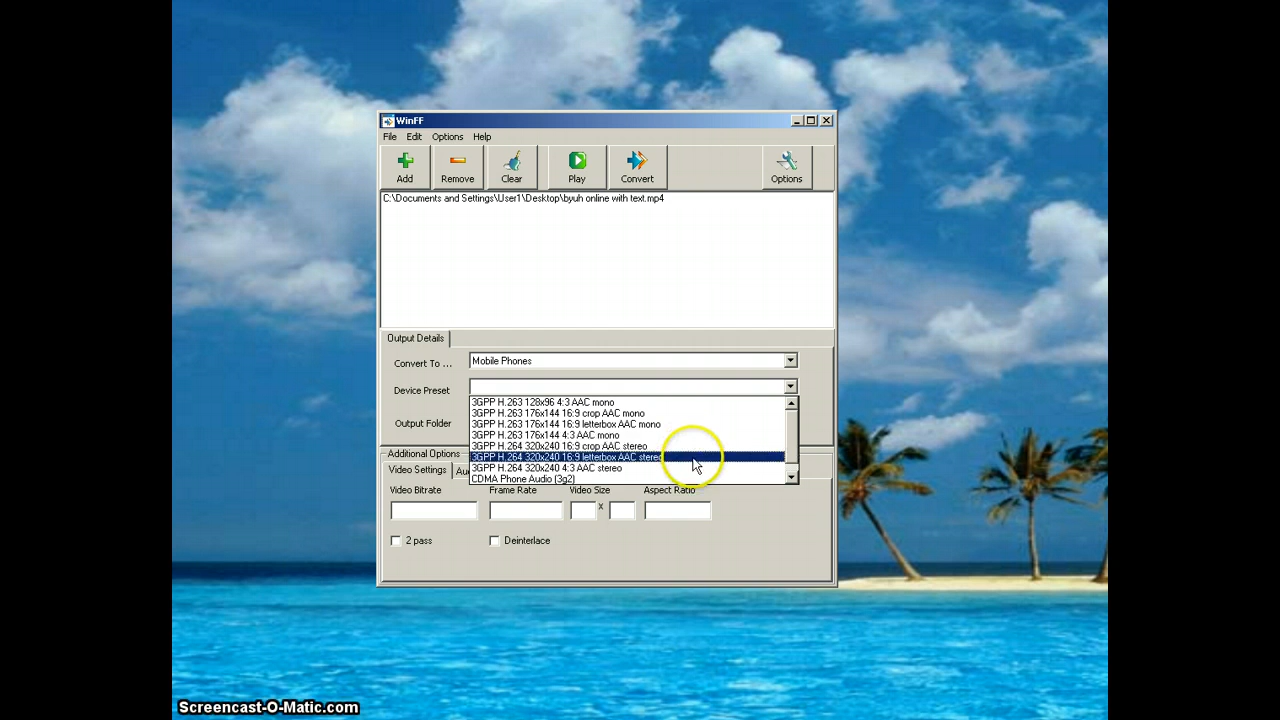 WinFF
File Edit Options Help
Add Remove Clear Play Convert Options
C:\Documents and Settings\User1\Desktop\byuh online with text.mp4
Output Details
Convert To ... Mobile Phones
Device Preset
3GPP H.263 128x96 4:3 AAC mono
3GPP H.263 176x144 16:9 crop AAC mono
3GPP H.263 176x144 16:9 letterbox AAC mono
Output Folder
3GPP H.263 176x144 4:3 AAC mono
3GPP H.264 320x240 16:9 crop AAC stereo
Additional Options
3GPP H.264 320x240 16:9 letterbox AAC stereo
Video Settings Au
3GPP H.264 320x240 4:3 AAC stereo
CDMA Phone Audio (3g2)
Video Bitrate Frame Rate Video Size Aspect Ratio
x
2 pass Deinterlace
Screencast-O-Matic.com